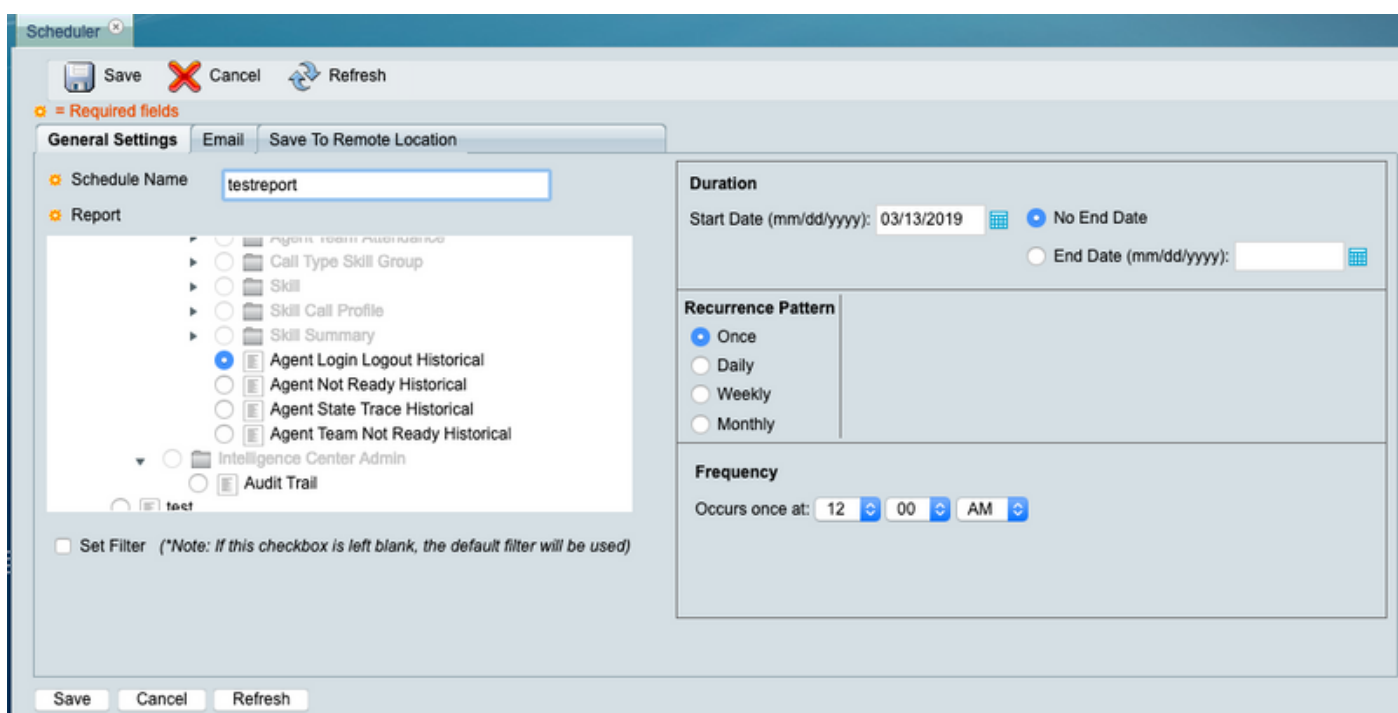 Scheduler
Save Cancel Refresh
= Required fields
General Settings Email Save To Remote Location
Schedule Name testreport
Report
Agent Team Attendance
Call Type Skill Group
Skill
Skill Call Profile
Skill Summary
Agent Login Logout Historical
Agent Not Ready Historical
Agent State Trace Historical
Agent Team Not Ready Historical
Intelligence Center Admin
Audit Trail
test
Set Filter (*Note: If this checkbox is left blank, the default filter will be used)
Duration
Start Date (mm/dd/yyyy): 03/13/2019 No End Date
End Date (mm/dd/yyyy):
Recurrence Pattern
Once
Daily
Weekly
Monthly
Frequency
Occurs once at: 12 00 AM
Save Cancel Refresh